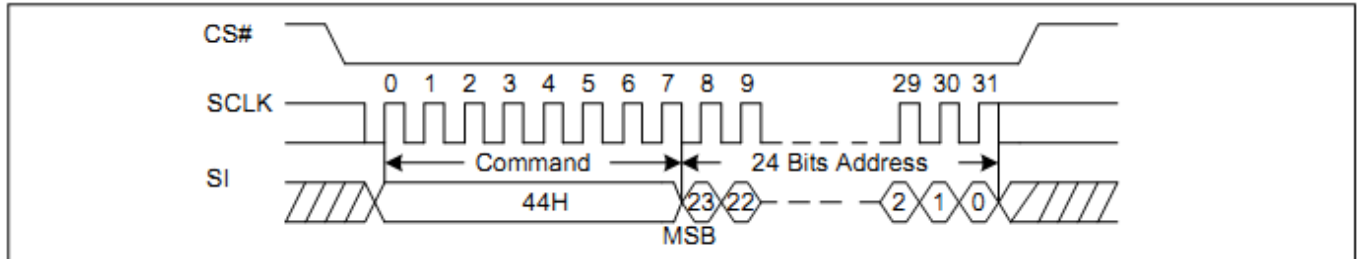 CS#
0 1 2 3 4 5 6 7 8 9 29 30 31
SCLK
Command 24 Bits Address
SI
44H 23 22 2 1 0
MSB